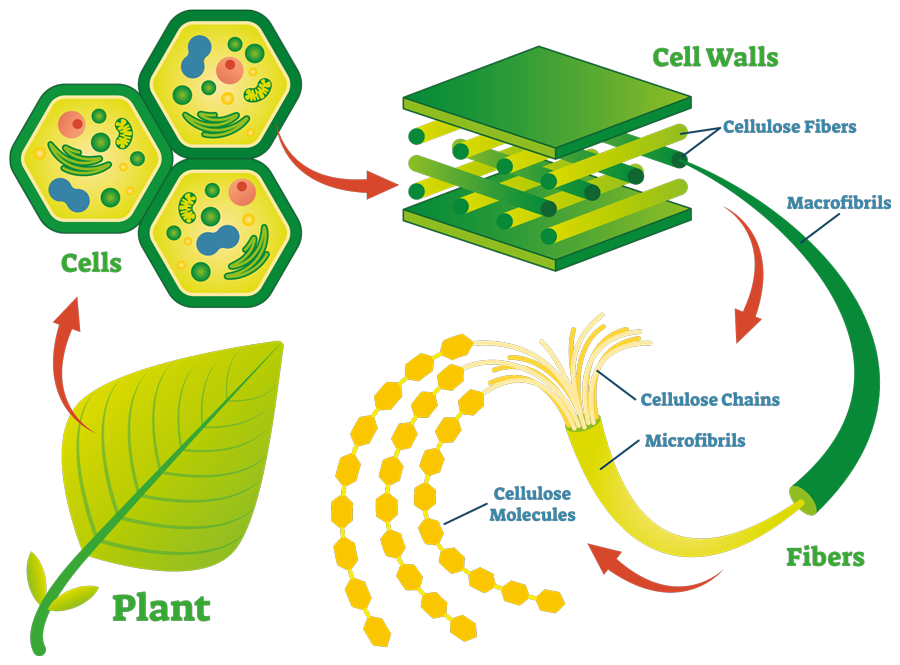 Cell Walls
Cellulose Fibers
Macrofibrils
Cells
Cellulose Chains
Microfibrils
Cellulose
Molecules
Fibers
Plant